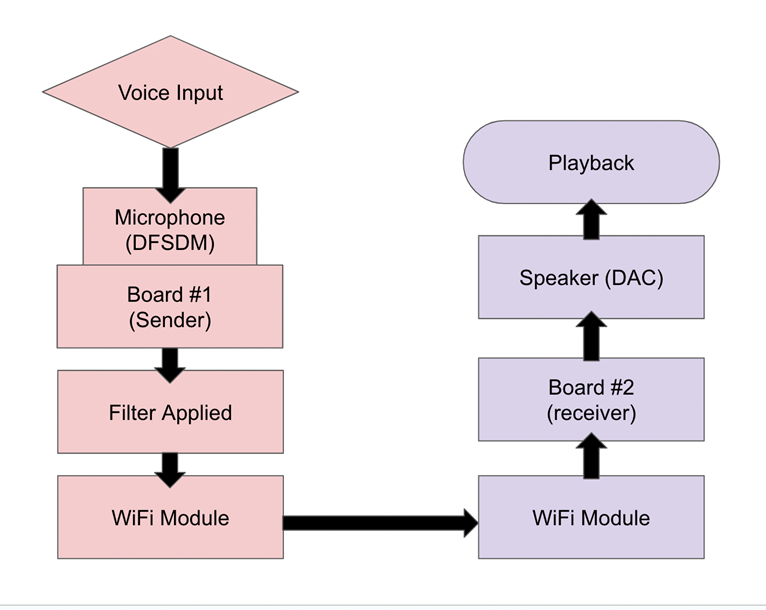 Voice Input
Microphone
(DFSDM)
Board #1
(Sender)
Filter Applied
WiFi Module
Playback
Speaker (DAC)
Board #2
(receiver)
WiFi Module